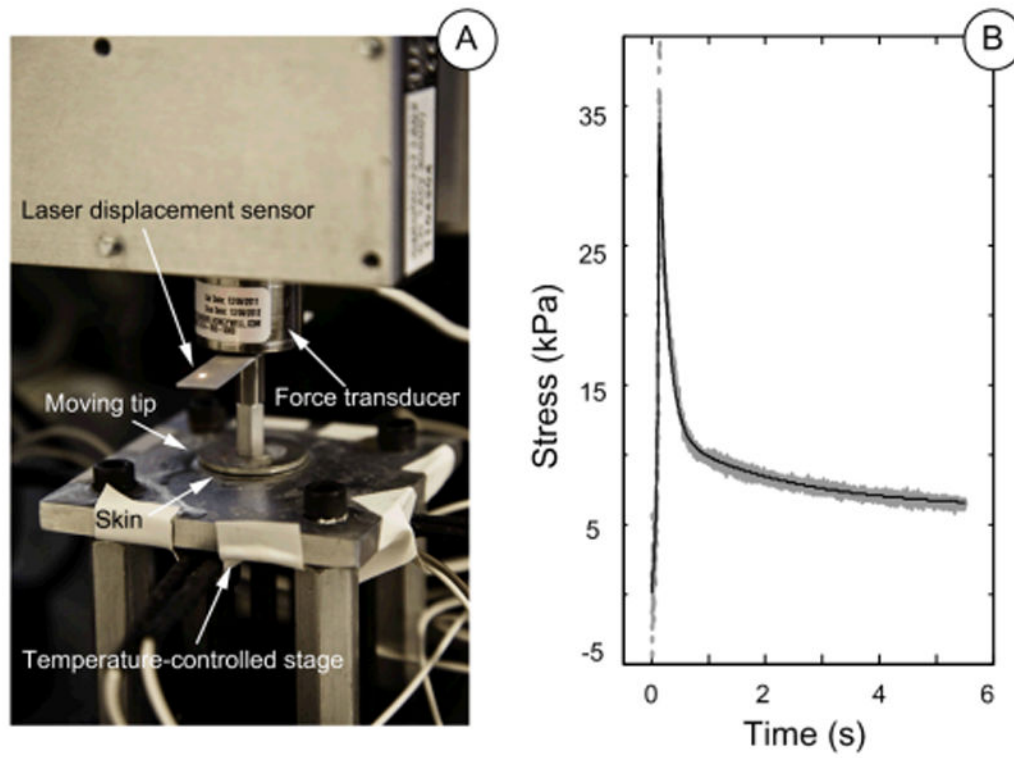 A
Laser displacement sensor
Force transducer
Moving tip
Skin
Temperature-controlled stage
B
35
25
15
5
-5
Stress (kPa)
0 2 4 6
Time (s)